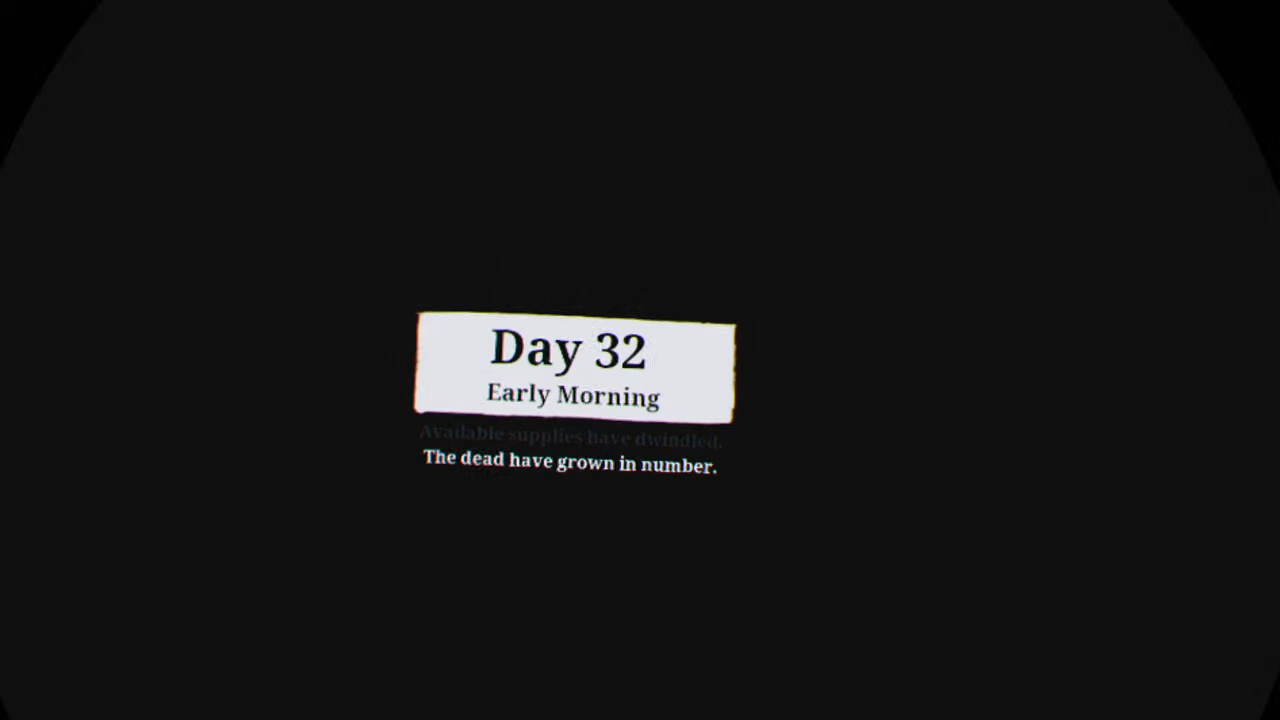 Day 32
Early Morning
Available supplies have dwindled.
The dead have grown in number.